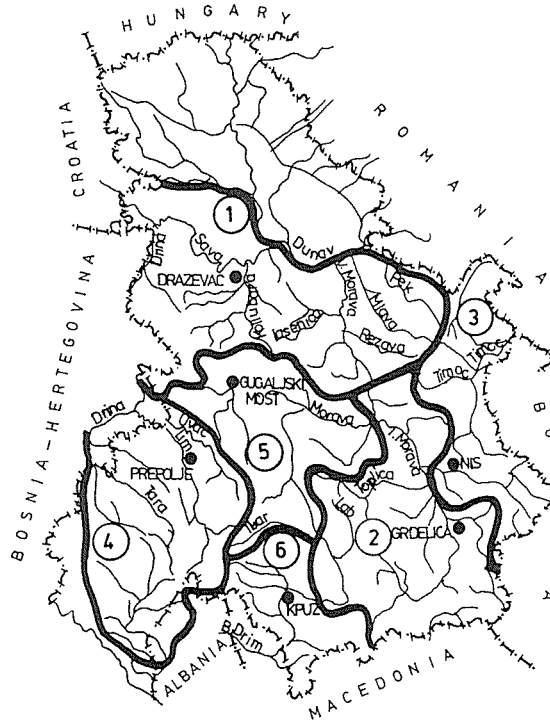 HUNGARY
CROATIA
ROMANIA
1
Drina
Sava
Dunav
DRAZEVAC
Kolubara
Jasenica
V. Morava
Mlava
Pek
Rezava
3
Timok
Timok
GUGALJSKI
MOST
Morava
BOSNIA-HERTEGOVINA
Drina
Uvac
Lim
PREPOLJE
Tara
5
J. Morava
NIS
Toplica
Lab
4
Ibar
2
GRDELICA
6
KPUZ
B. Drim
ALBANIA
MACEDONIA
B
U
A